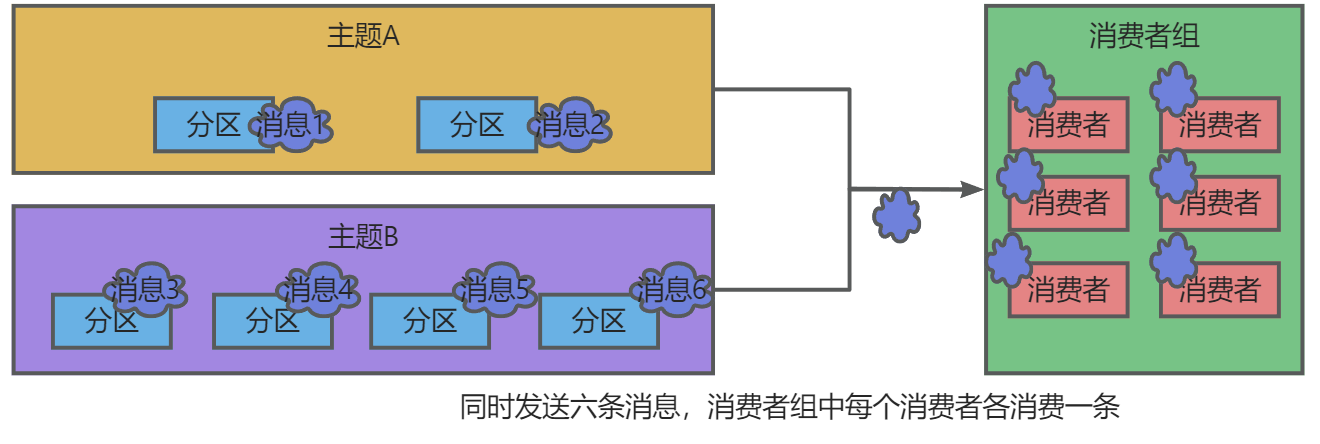 主题A
分区
消息1
分区
消息2
主题B
消息3
消息4
消息5
消息6
分区
分区
分区
分区
消费者组
消费者
消费者
消费者
消费者
消费者
消费者
同时发送六条消息，消费者组中每个消费者各消费一条